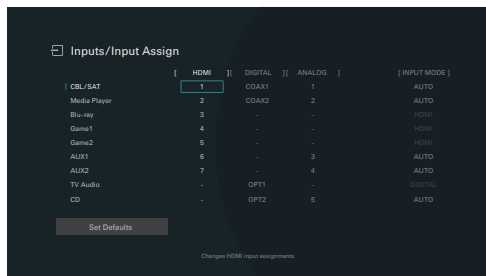 Inputs/Input Assign
[ HDMI ][ DIGITAL ][ ANALOG ] [ INPUT MODE ]
CBL/SAT 1 COAX1 1 AUTO
Media Player 2 COAX2 2 AUTO
Blu-ray 3 - - HDMI
Game1 4 - - HDMI
Game2 5 - - HDMI
AUX1 6 - 3 AUTO
AUX2 7 - 4 AUTO
TV Audio - OPT1 - DIGITAL
CD - OPT2 5 AUTO
Set Defaults
Changes HDMI input assignments.